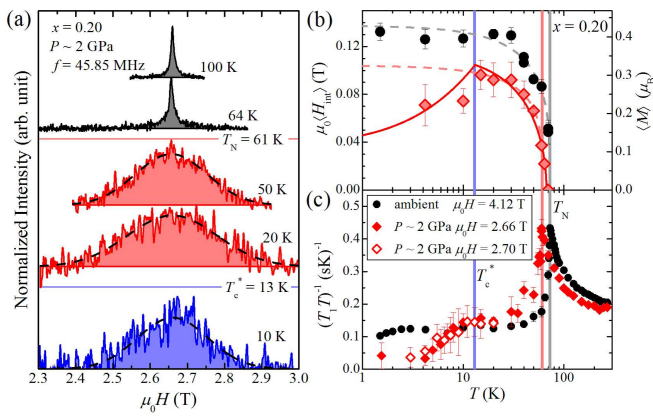 (a)
x = 0.20
P ~ 2 GPa
f = 45.85 MHz
100 K
64 K
T_N = 61 K
50 K
20 K
T_c* = 13 K
10 K
Normalized Intensity (arb. unit)
2.3 2.4 2.5 2.6 2.7 2.8 2.9 3.0
μ₀H (T)
(b)
x = 0.20
0.12
0.08
0.04
0.00
μ₀⟨H_int⟩ (T)
0.4
0.3
0.2
0.1
0.0
⟨M⟩ (μ_B)
(c)
ambient μ₀H = 4.12 T
P ~ 2 GPa μ₀H = 2.66 T
P ~ 2 GPa μ₀H = 2.70 T
T_N
T_c*
0.6
0.5
0.4
0.3
0.2
0.1
0.0
(T₁T)⁻¹ (sK)⁻¹
1 10 100
T (K)